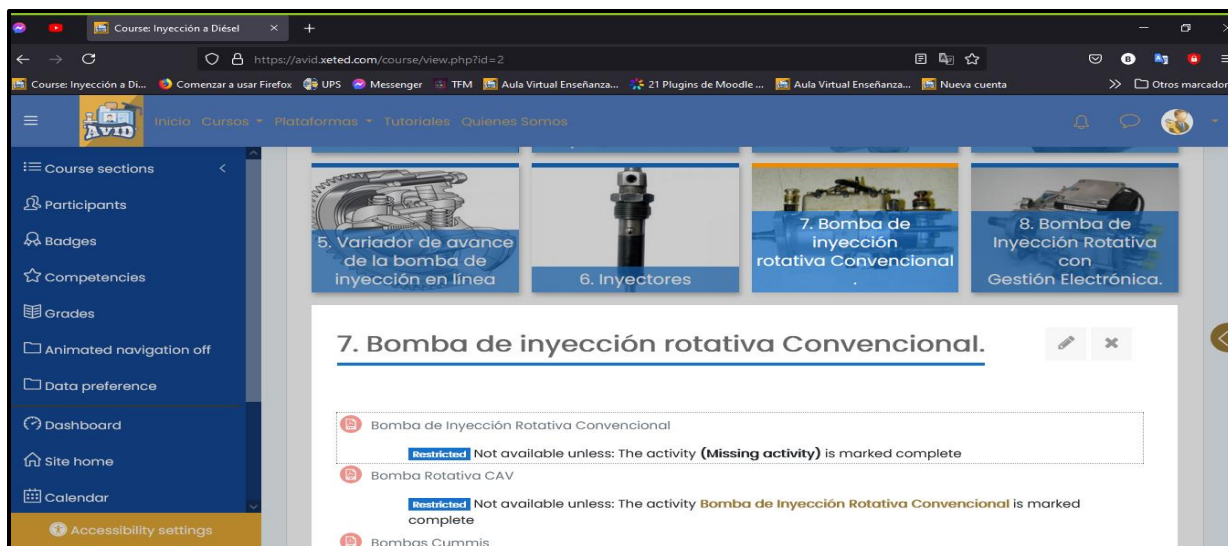 Course: Inyección a Diésel
https://avid.xeted.com/course/view.php?id=2
Course: Inyección a Di... Comenzar a usar Firefox UPS Messenger TFM Aula Virtual Enseñanza... 21 Plugins de Moodle ... Aula Virtual Enseñanza... Nueva cuenta Otros marcador
AVID Inicio Cursos Plataformas Tutoriales Quienes Somos
Course sections
Participants
Badges
Competencies
Grades
Animated navigation off
Data preference
Dashboard
Site home
Calendar
Accessibility settings
5. Variador de avance
de la bomba de
inyección en línea
6. Inyectores
7. Bomba de
inyección
rotativa Convencional
.
8. Bomba de
Inyección Rotativa
con
Gestión Electrónica.
7. Bomba de inyección rotativa Convencional.
Bomba de Inyección Rotativa Convencional
Restricted Not available unless: The activity (Missing activity) is marked complete
Bomba Rotativa CAV
Restricted Not available unless: The activity Bomba de Inyección Rotativa Convencional is marked
complete
Bombas Cummis